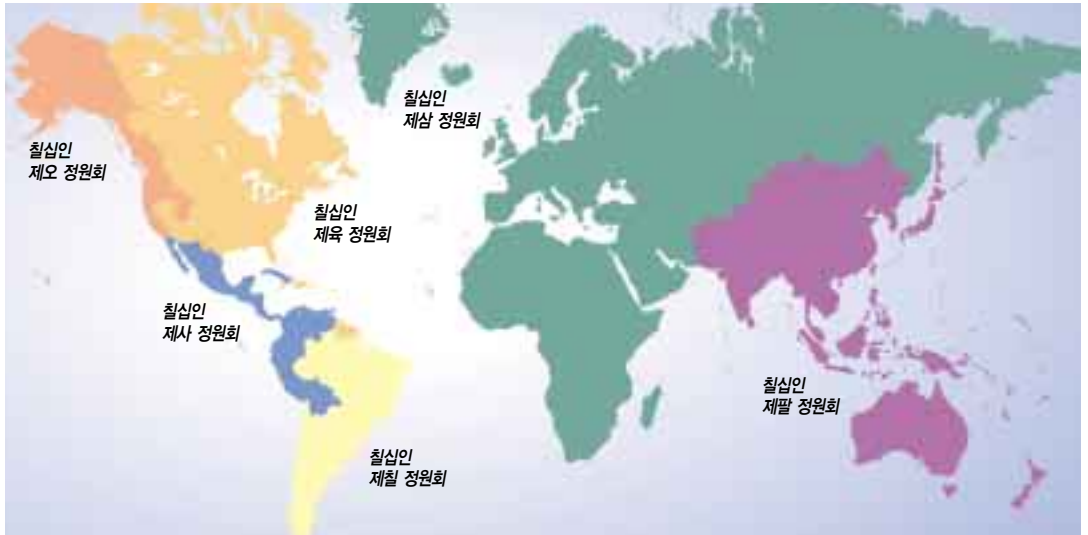 칠십인
제삼 정원회
칠십인
제오 정원회
칠십인
제육 정원회
칠십인
제사 정원회
칠십인
제팔 정원회
칠십인
제칠 정원회